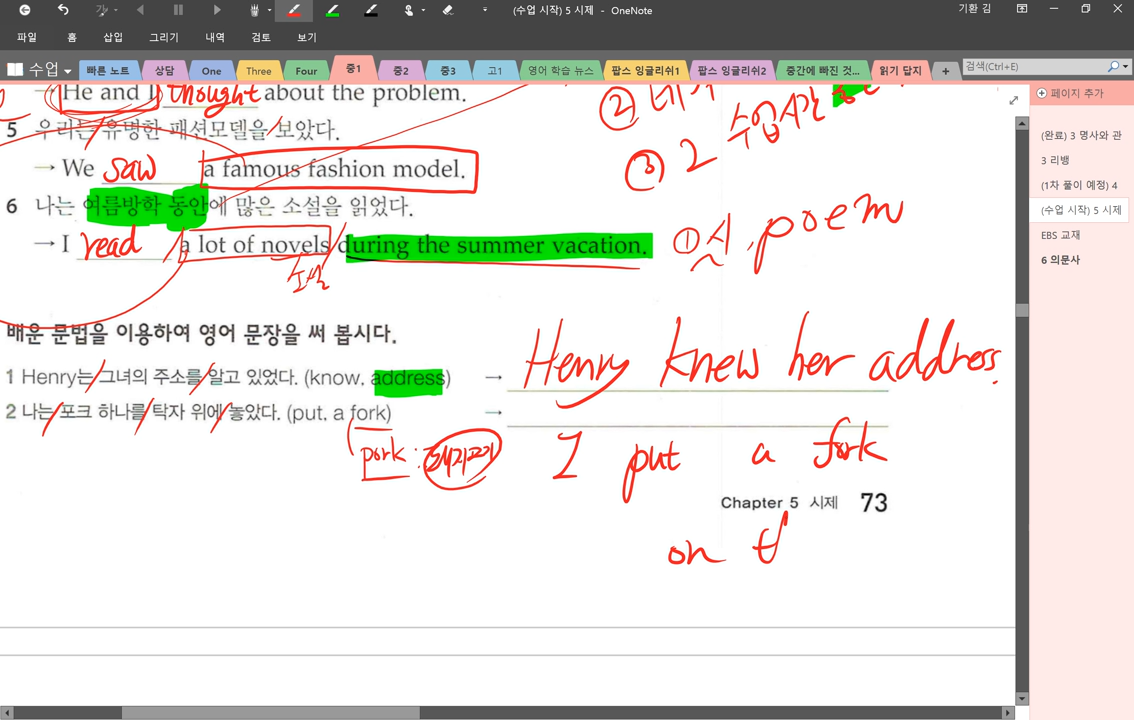 (수업 시작) 5 시제 - OneNote
기환 김
파일 홈 삽입 그리기 내역 검토 보기
수업 빠른 노트 상담 One Three Four 중1 중2 중3 고1 영어 학습 뉴스 팝스 잉글리쉬1 팝스 잉글리쉬2 중간에 빠진 것... 읽기 답지 + 검색(Ctrl+E)
페이지 추가
(완료) 3 명사와 관
3 리뱅
(1차 풀이 예정) 4
(수업 시작) 5 시제
EBS 교재
6 의문사
→ He and I thought about the problem.
5 우리는 유명한 패션모델을 보았다.
→ We saw a famous fashion model.
6 나는 여름방학 동안에 많은 소설을 읽었다.
→ I read a lot of novels during the summer vacation.
소설
②
③ 2 수업시간
① 시, poem
배운 문법을 이용하여 영어 문장을 써 봅시다.
1 Henry는 그녀의 주소를 알고 있었다. (know, address) → Henry knew her address.
2 나는 포크 하나를 탁자 위에 놓았다. (put, a fork) →
pork : 돼지고기
I put a fork
Chapter 5 시제 73
on t